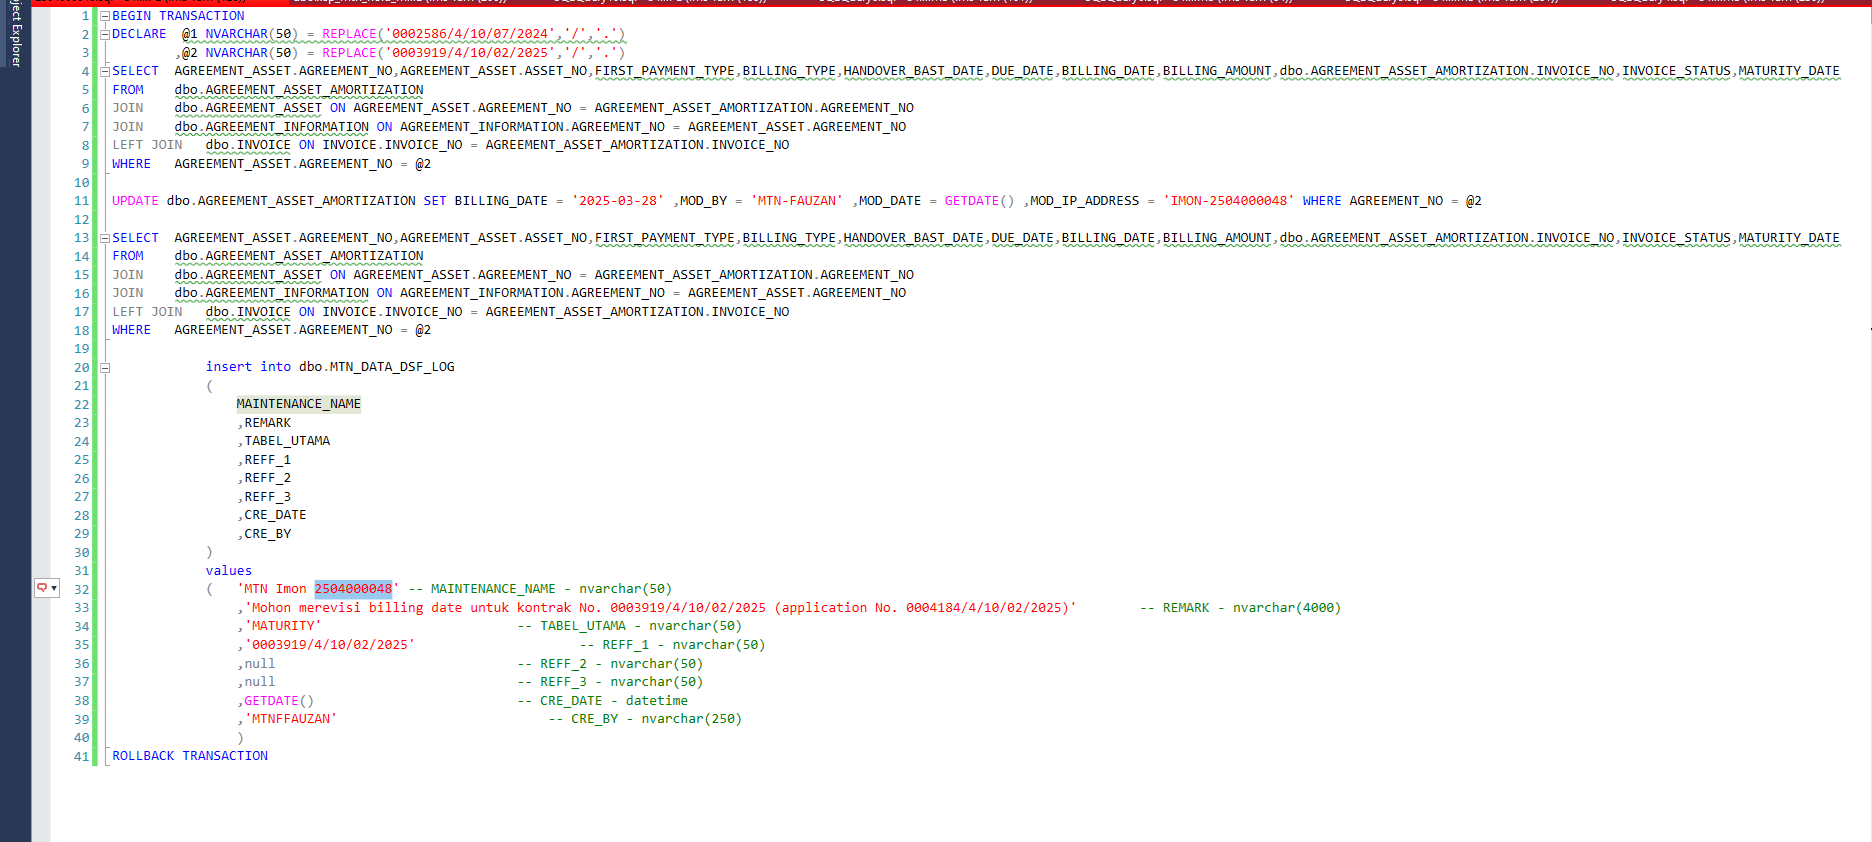 ject Explorer
1 BEGIN TRANSACTION
2 DECLARE @1 NVARCHAR(50) = REPLACE('0002586/4/10/07/2024','/','.')
3 ,@2 NVARCHAR(50) = REPLACE('0003919/4/10/02/2025','/','.')
4 SELECT AGREEMENT_ASSET.AGREEMENT_NO,AGREEMENT_ASSET.ASSET_NO,FIRST_PAYMENT_TYPE,BILLING_TYPE,HANDOVER_BAST_DATE,DUE_DATE,BILLING_DATE,BILLING_AMOUNT,dbo.AGREEMENT_ASSET_AMORTIZATION.INVOICE_NO,INVOICE_STATUS,MATURITY_DATE
5 FROM dbo.AGREEMENT_ASSET_AMORTIZATION
6 JOIN dbo.AGREEMENT_ASSET ON AGREEMENT_ASSET.AGREEMENT_NO = AGREEMENT_ASSET_AMORTIZATION.AGREEMENT_NO
7 JOIN dbo.AGREEMENT_INFORMATION ON AGREEMENT_INFORMATION.AGREEMENT_NO = AGREEMENT_ASSET.AGREEMENT_NO
8 LEFT JOIN dbo.INVOICE ON INVOICE.INVOICE_NO = AGREEMENT_ASSET_AMORTIZATION.INVOICE_NO
9 WHERE AGREEMENT_ASSET.AGREEMENT_NO = @2
10
11 UPDATE dbo.AGREEMENT_ASSET_AMORTIZATION SET BILLING_DATE = '2025-03-28' ,MOD_BY = 'MTN-FAUZAN' ,MOD_DATE = GETDATE() ,MOD_IP_ADDRESS = 'IMON-2504000048' WHERE AGREEMENT_NO = @2
12
13 SELECT AGREEMENT_ASSET.AGREEMENT_NO,AGREEMENT_ASSET.ASSET_NO,FIRST_PAYMENT_TYPE,BILLING_TYPE,HANDOVER_BAST_DATE,DUE_DATE,BILLING_DATE,BILLING_AMOUNT,dbo.AGREEMENT_ASSET_AMORTIZATION.INVOICE_NO,INVOICE_STATUS,MATURITY_DATE
14 FROM dbo.AGREEMENT_ASSET_AMORTIZATION
15 JOIN dbo.AGREEMENT_ASSET ON AGREEMENT_ASSET.AGREEMENT_NO = AGREEMENT_ASSET_AMORTIZATION.AGREEMENT_NO
16 JOIN dbo.AGREEMENT_INFORMATION ON AGREEMENT_INFORMATION.AGREEMENT_NO = AGREEMENT_ASSET.AGREEMENT_NO
17 LEFT JOIN dbo.INVOICE ON INVOICE.INVOICE_NO = AGREEMENT_ASSET_AMORTIZATION.INVOICE_NO
18 WHERE AGREEMENT_ASSET.AGREEMENT_NO = @2
19
20 insert into dbo.MTN_DATA_DSF_LOG
21 (
22 MAINTENANCE_NAME
23 ,REMARK
24 ,TABEL_UTAMA
25 ,REFF_1
26 ,REFF_2
27 ,REFF_3
28 ,CRE_DATE
29 ,CRE_BY
30 )
31 values
32 ( 'MTN Imon 2504000048' -- MAINTENANCE_NAME - nvarchar(50)
33 ,'Mohon merevisi billing date untuk kontrak No. 0003919/4/10/02/2025 (application No. 0004184/4/10/02/2025)' -- REMARK - nvarchar(4000)
34 ,'MATURITY' -- TABEL_UTAMA - nvarchar(50)
35 ,'0003919/4/10/02/2025' -- REFF_1 - nvarchar(50)
36 ,null -- REFF_2 - nvarchar(50)
37 ,null -- REFF_3 - nvarchar(50)
38 ,GETDATE() -- CRE_DATE - datetime
39 ,'MTNFFAUZAN' -- CRE_BY - nvarchar(250)
40 )
41 ROLLBACK TRANSACTION